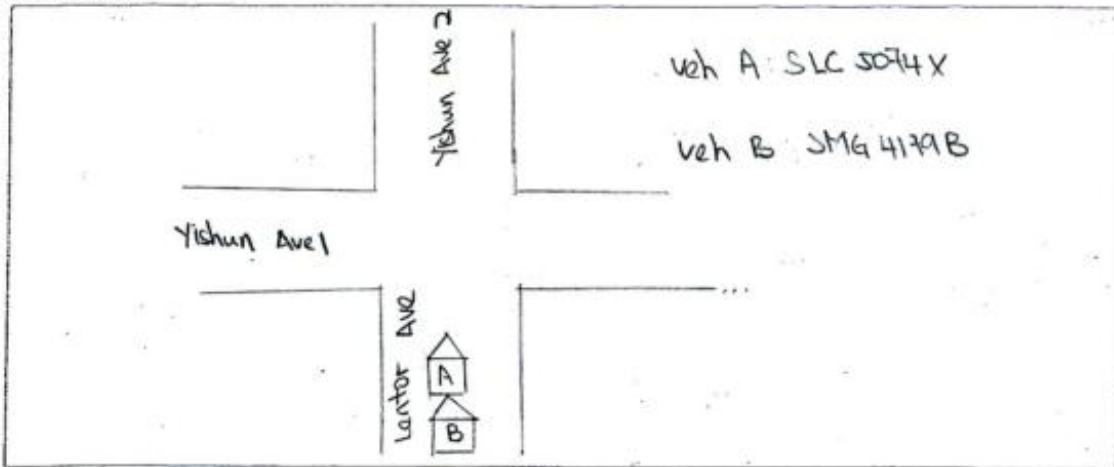 Yishun Ave 2
veh A: SLC 5074X
veh B: SMG 4179B
Yishun Ave 1
Lentor Ave
A
B